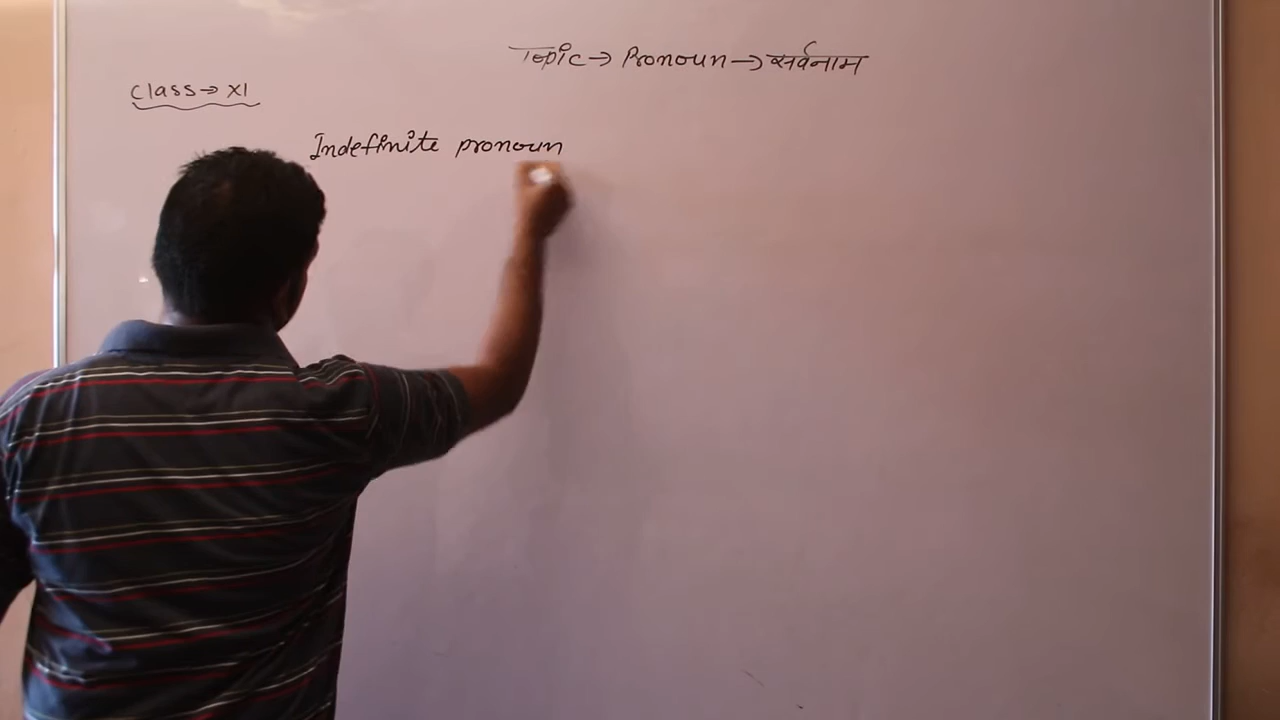 Topic → Pronoun → सर्वनाम
Class → XI
Indefinite pronoun